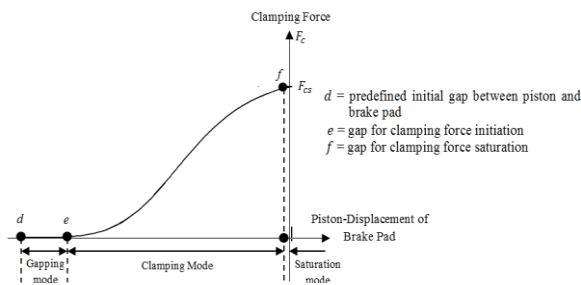 Clamping Force
F_c
f
F_cs
d = predefined initial gap between piston and
brake pad
e = gap for clamping force initiation
f = gap for clamping force saturation
d
e
Piston-Displacement of
Brake Pad
Gapping
mode
Clamping Mode
Saturation
mode